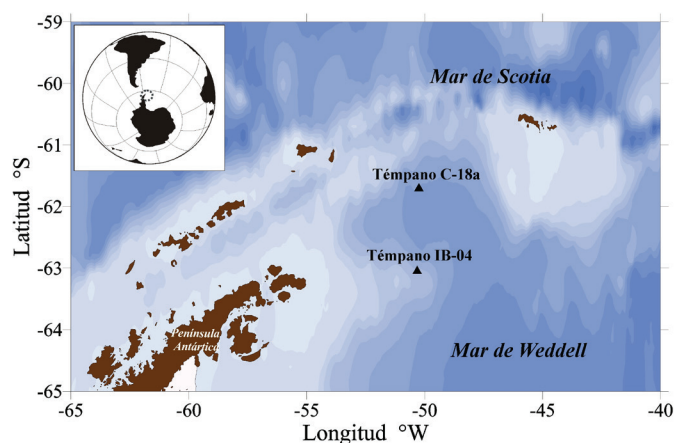 -59
-60
-61
-62
-63
-64
-65
Latitud °S
Mar de Scotia
Témpano C-18a
Témpano IB-04
Península
Antártica
Mar de Weddell
-65
-60
-55
-50
-45
-40
Longitud °W